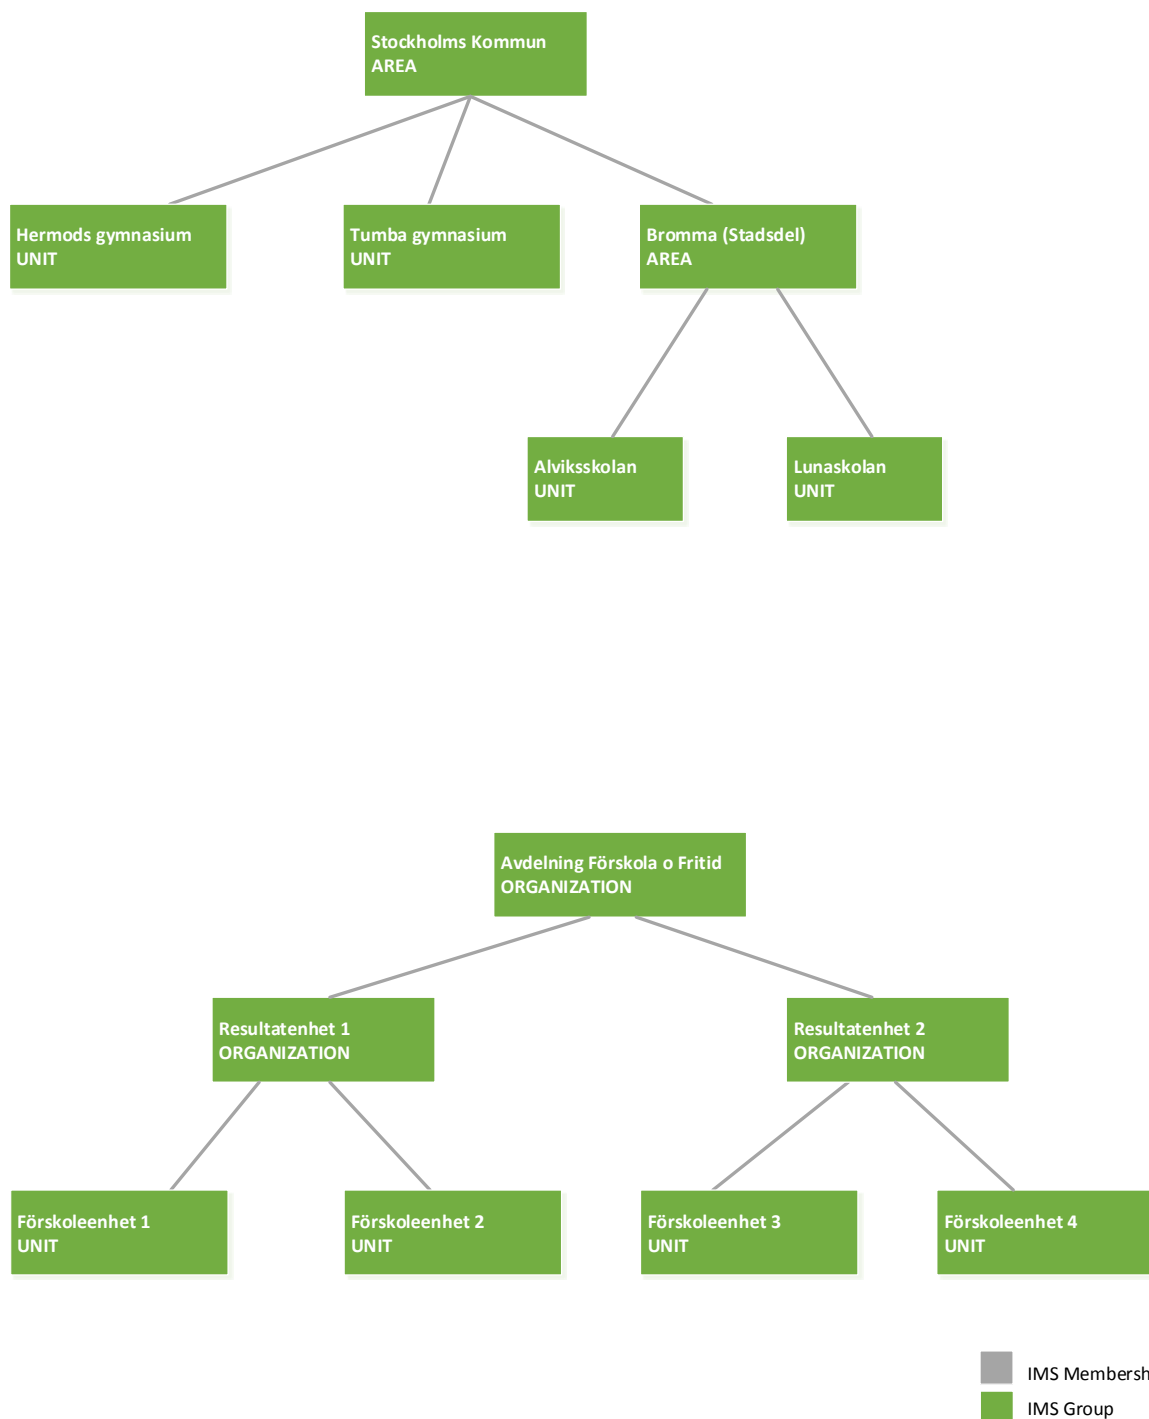 Stockholms Kommun
AREA
Hermods gymnasium
UNIT
Tumba gymnasium
UNIT
Bromma (Stadsdel)
AREA
Alviksskolan
UNIT
Lunaskolan
UNIT
Avdelning Förskola o Fritid
ORGANIZATION
Resultatenhet 1
ORGANIZATION
Resultatenhet 2
ORGANIZATION
Förskoleenhet 1
UNIT
Förskoleenhet 2
UNIT
Förskoleenhet 3
UNIT
Förskoleenhet 4
UNIT
IMS Membersh
IMS Group